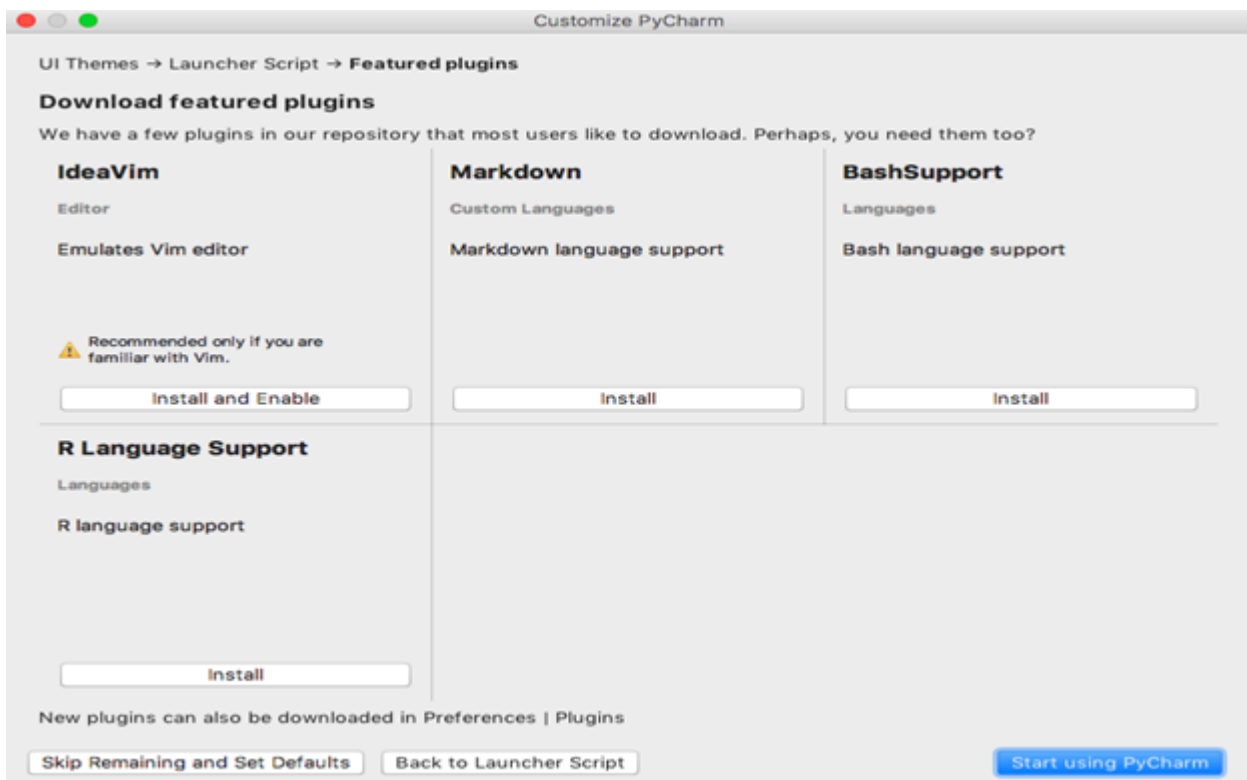 Customize PyCharm
UI Themes → Launcher Script → Featured plugins
Download featured plugins
We have a few plugins in our repository that most users like to download. Perhaps, you need them too?
IdeaVim
Editor
Emulates Vim editor
Recommended only if you are
familiar with Vim.
Install and Enable
Markdown
Custom Languages
Markdown language support
Install
BashSupport
Languages
Bash language support
Install
R Language Support
Languages
R language support
Install
New plugins can also be downloaded in Preferences | Plugins
Skip Remaining and Set Defaults
Back to Launcher Script
Start using PyCharm